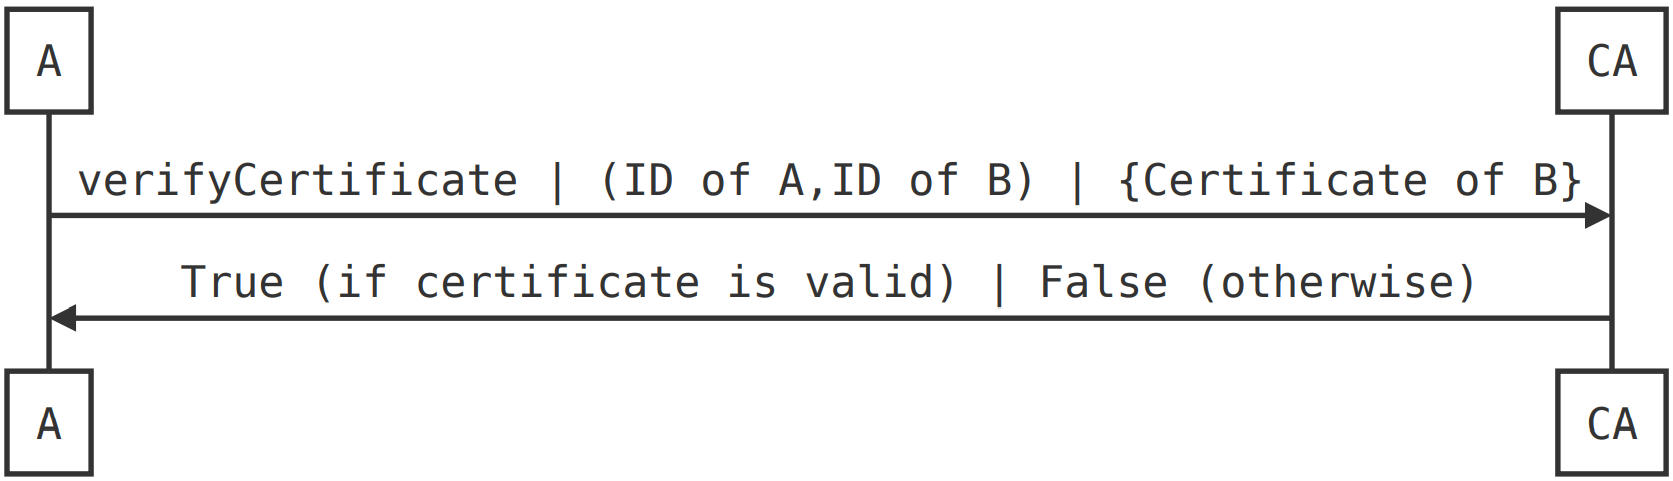 A
CA
verifyCertificate | (ID of A,ID of B) | {Certificate of B}
True (if certificate is valid) | False (otherwise)
A
CA